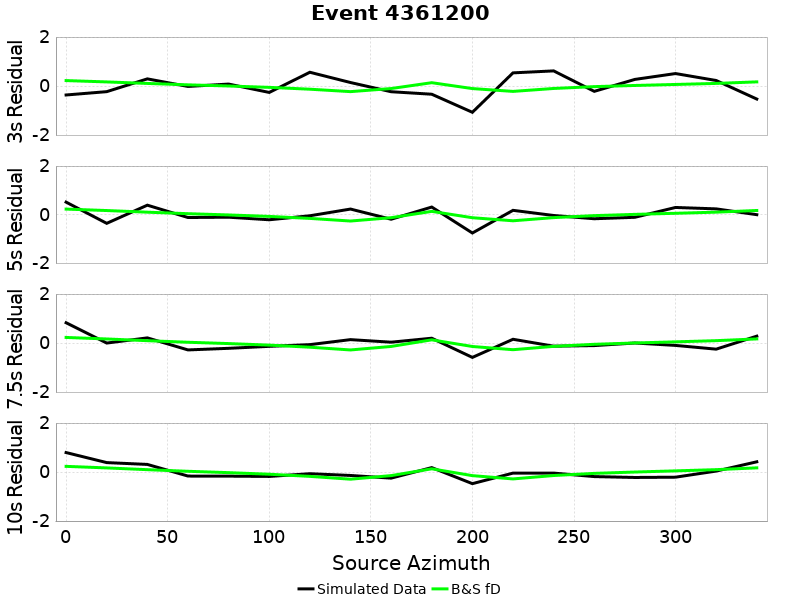 Event 4361200
3s Residual
2
0
-2
5s Residual
2
0
-2
7.5s Residual
2
0
-2
10s Residual
2
0
-2
0 50 100 150 200 250 300
Source Azimuth
Simulated Data B&S fD